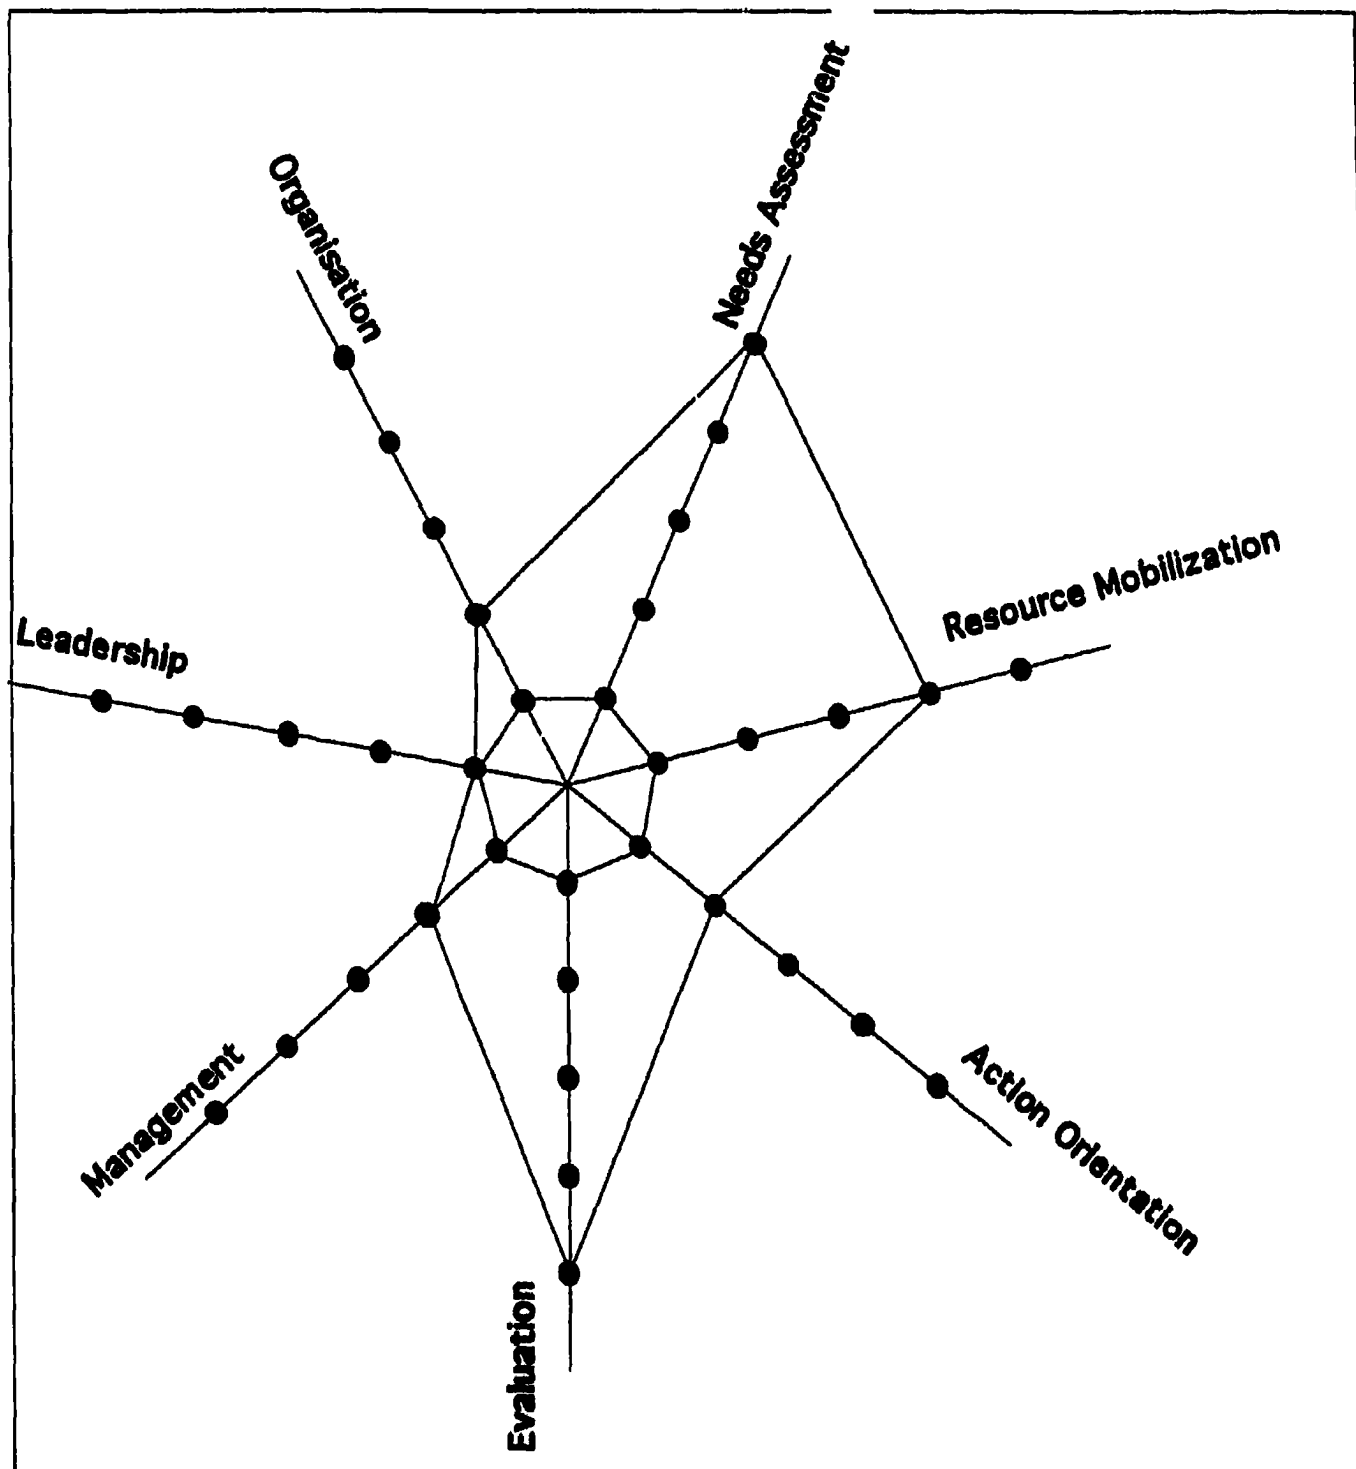 Needs Assessment
Organisation
Resource Mobilization
Leadership
Action Orientation
Management
Evaluation